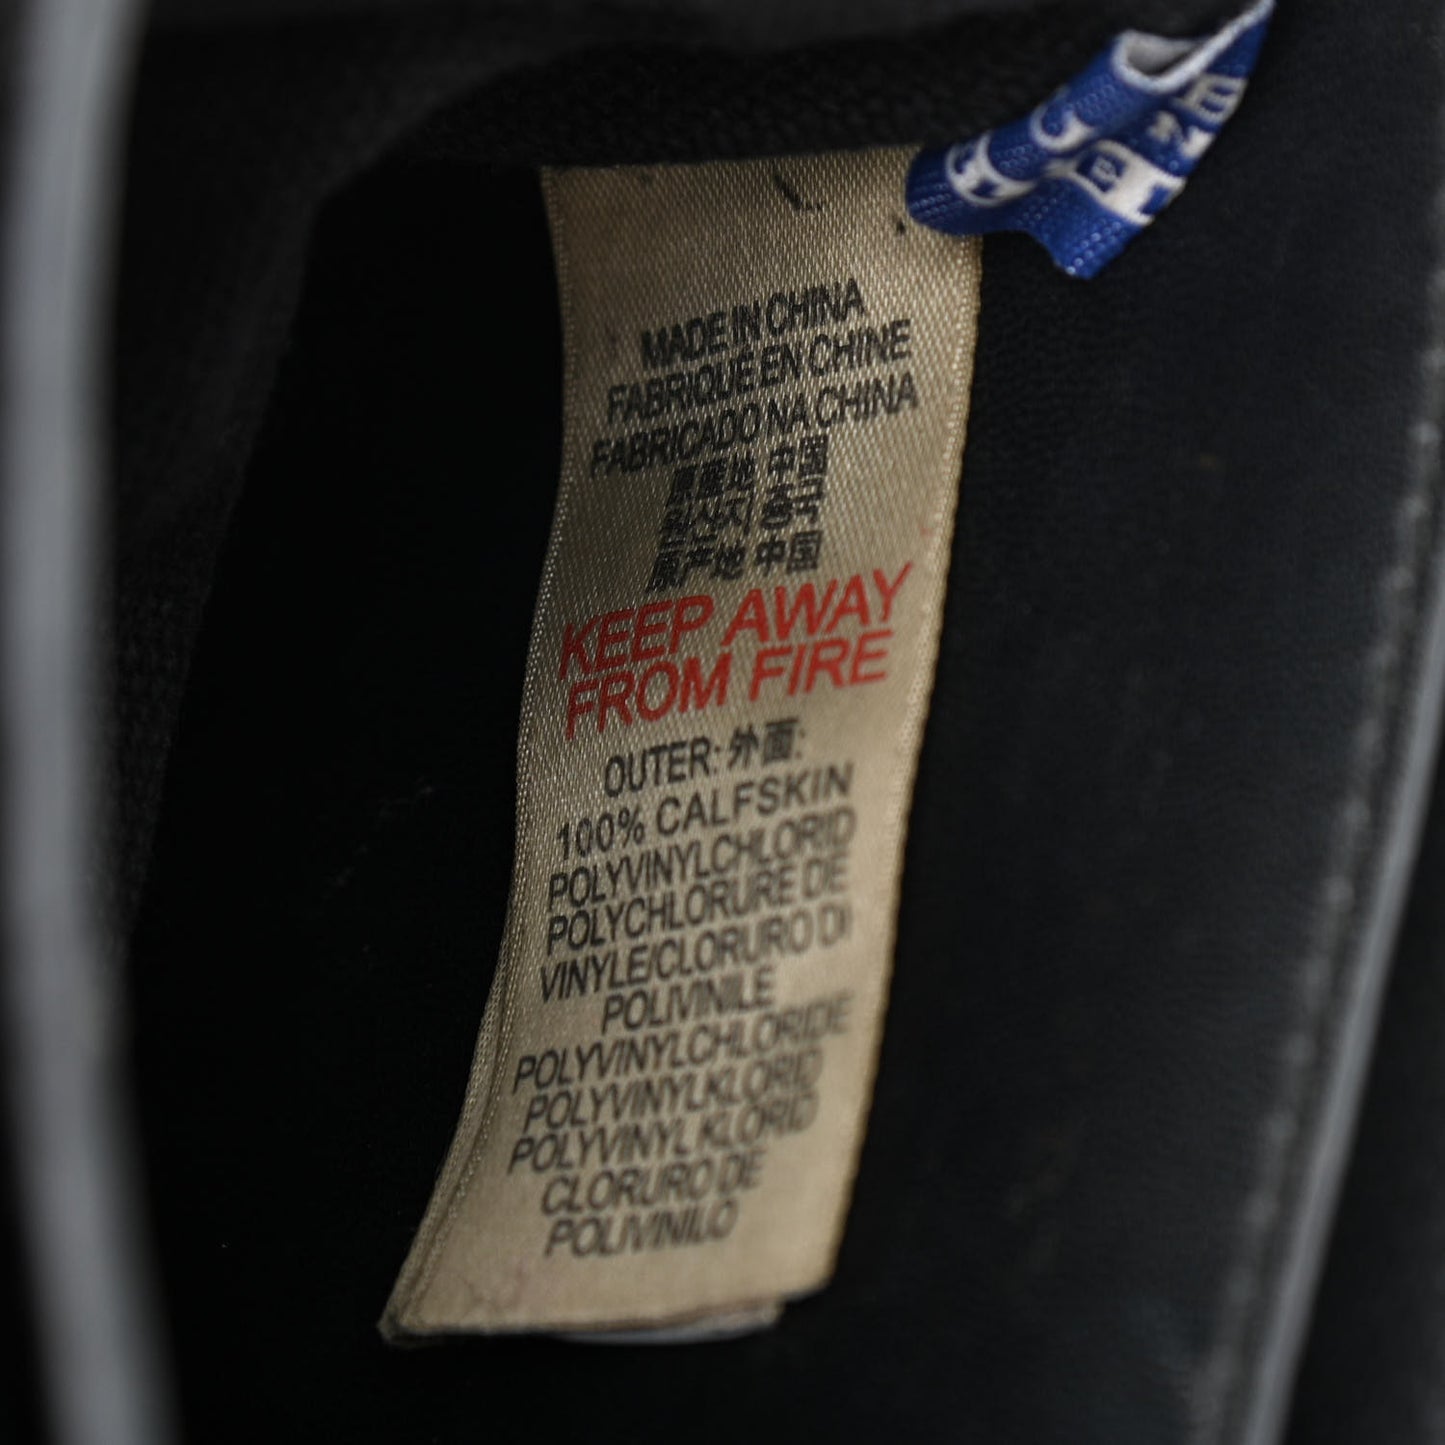 MADE IN CHINA
FABRIQUE EN CHINE
FABRICADO NA CHINA
原產地 中国
원산지 중국
原产地 中国
KEEP AWAY
FROM FIRE
OUTER: 外面:
100% CALFSKIN
POLYVINYLCHLORID
POLYCHLORURE DE
VINYLE/CLORURO DI
POLIVINILE
POLYVINYLCHLORIDE
POLYVINYLKLORID
POLYVINYL KLORID
CLORURO DE
POLIVINILO